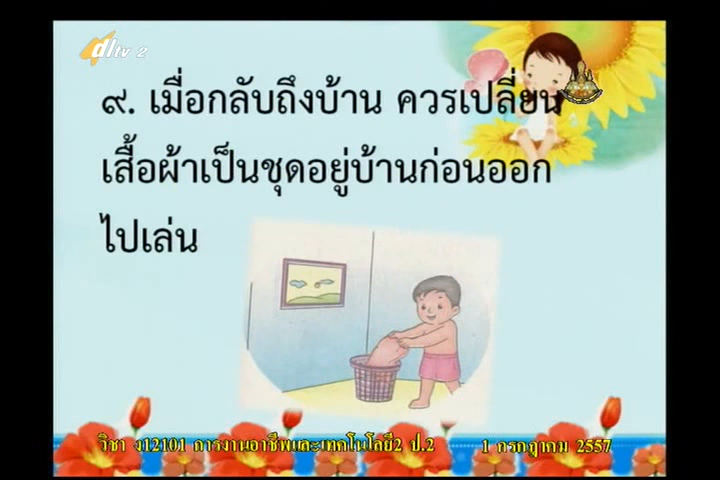 dltv 2
๙. เมื่อกลับถึงบ้าน ควรเปลี่ยน
เสื้อผ้าเป็นชุดอยู่บ้านก่อนออก
ไปเล่น
วิชา ง12101 การงานอาชีพและเทคโนโลยี2 ป.2 ....... 1 กรกฎาคม 2557